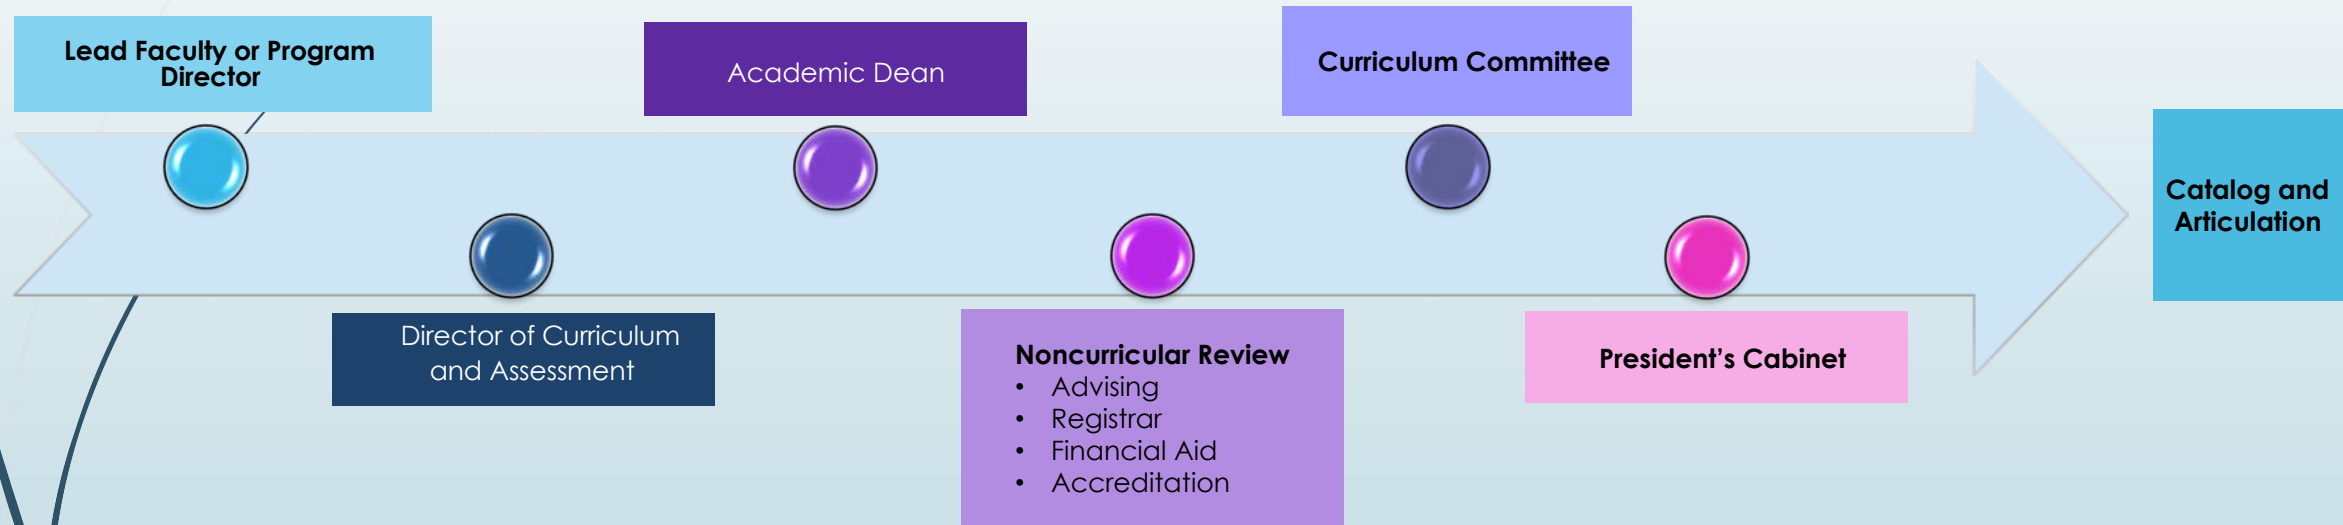 Lead Faculty or Program
Director
Director of Curriculum
and Assessment
Academic Dean
Noncurricular Review
• Advising
• Registrar
• Financial Aid
• Accreditation
Curriculum Committee
President’s Cabinet
Catalog and
Articulation